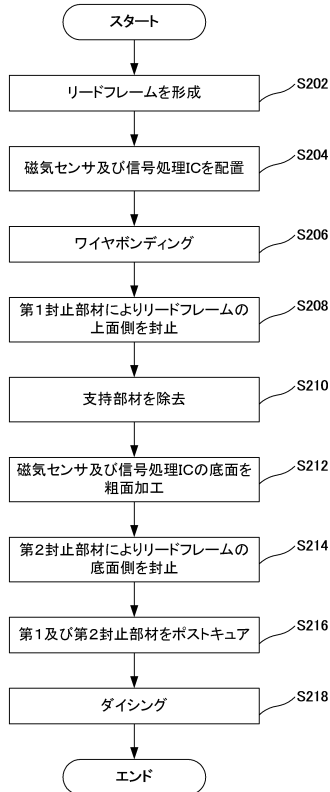 スタート
リードフレームを形成
S202
磁気センサ及び信号処理ICを配置
S204
ワイヤボンディング
S206
第1封止部材によりリードフレームの
上面側を封止
S208
支持部材を除去
S210
磁気センサ及び信号処理ICの底面を
粗面加工
S212
第2封止部材によりリードフレームの
底面側を封止
S214
第1及び第2封止部材をポストキュア
S216
ダイシング
S218
エンド